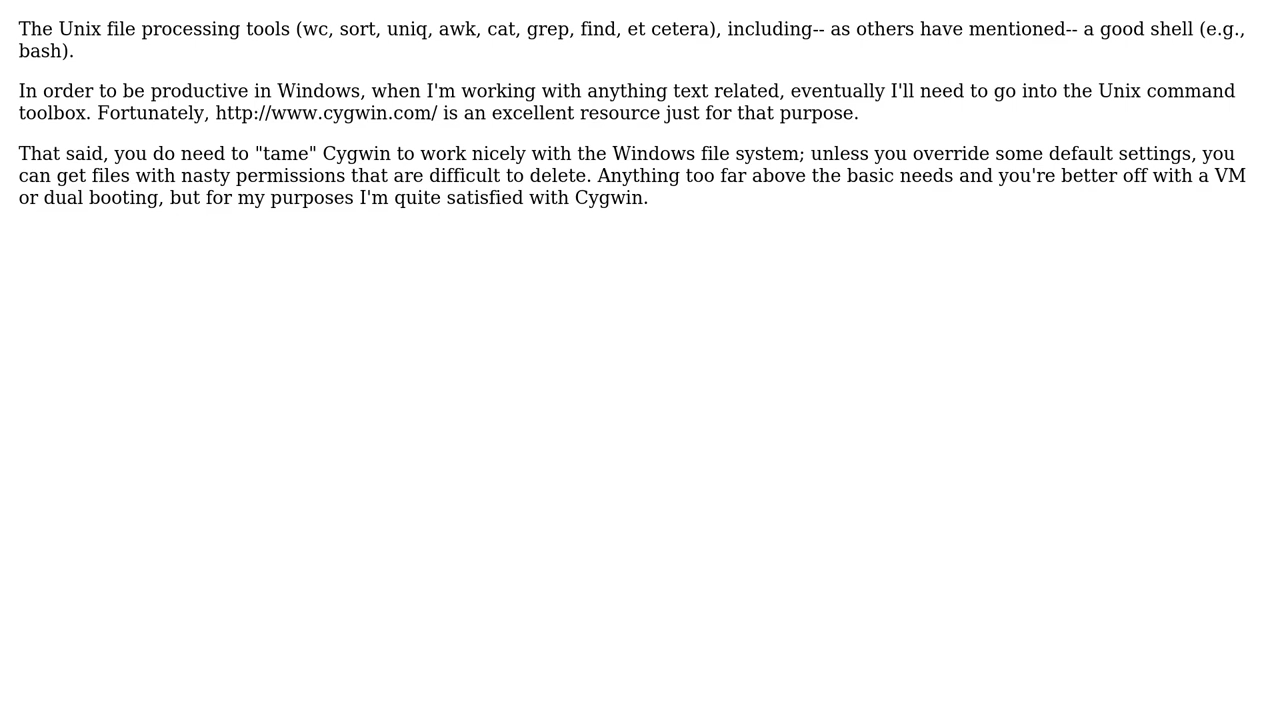 The Unix file processing tools (wc, sort, uniq, awk, cat, grep, find, et cetera), including-- as others have mentioned-- a good shell (e.g.,
bash).
In order to be productive in Windows, when I'm working with anything text related, eventually I'll need to go into the Unix command
toolbox. Fortunately, http://www.cygwin.com/ is an excellent resource just for that purpose.
That said, you do need to "tame" Cygwin to work nicely with the Windows file system; unless you override some default settings, you
can get files with nasty permissions that are difficult to delete. Anything too far above the basic needs and you're better off with a VM
or dual booting, but for my purposes I'm quite satisfied with Cygwin.